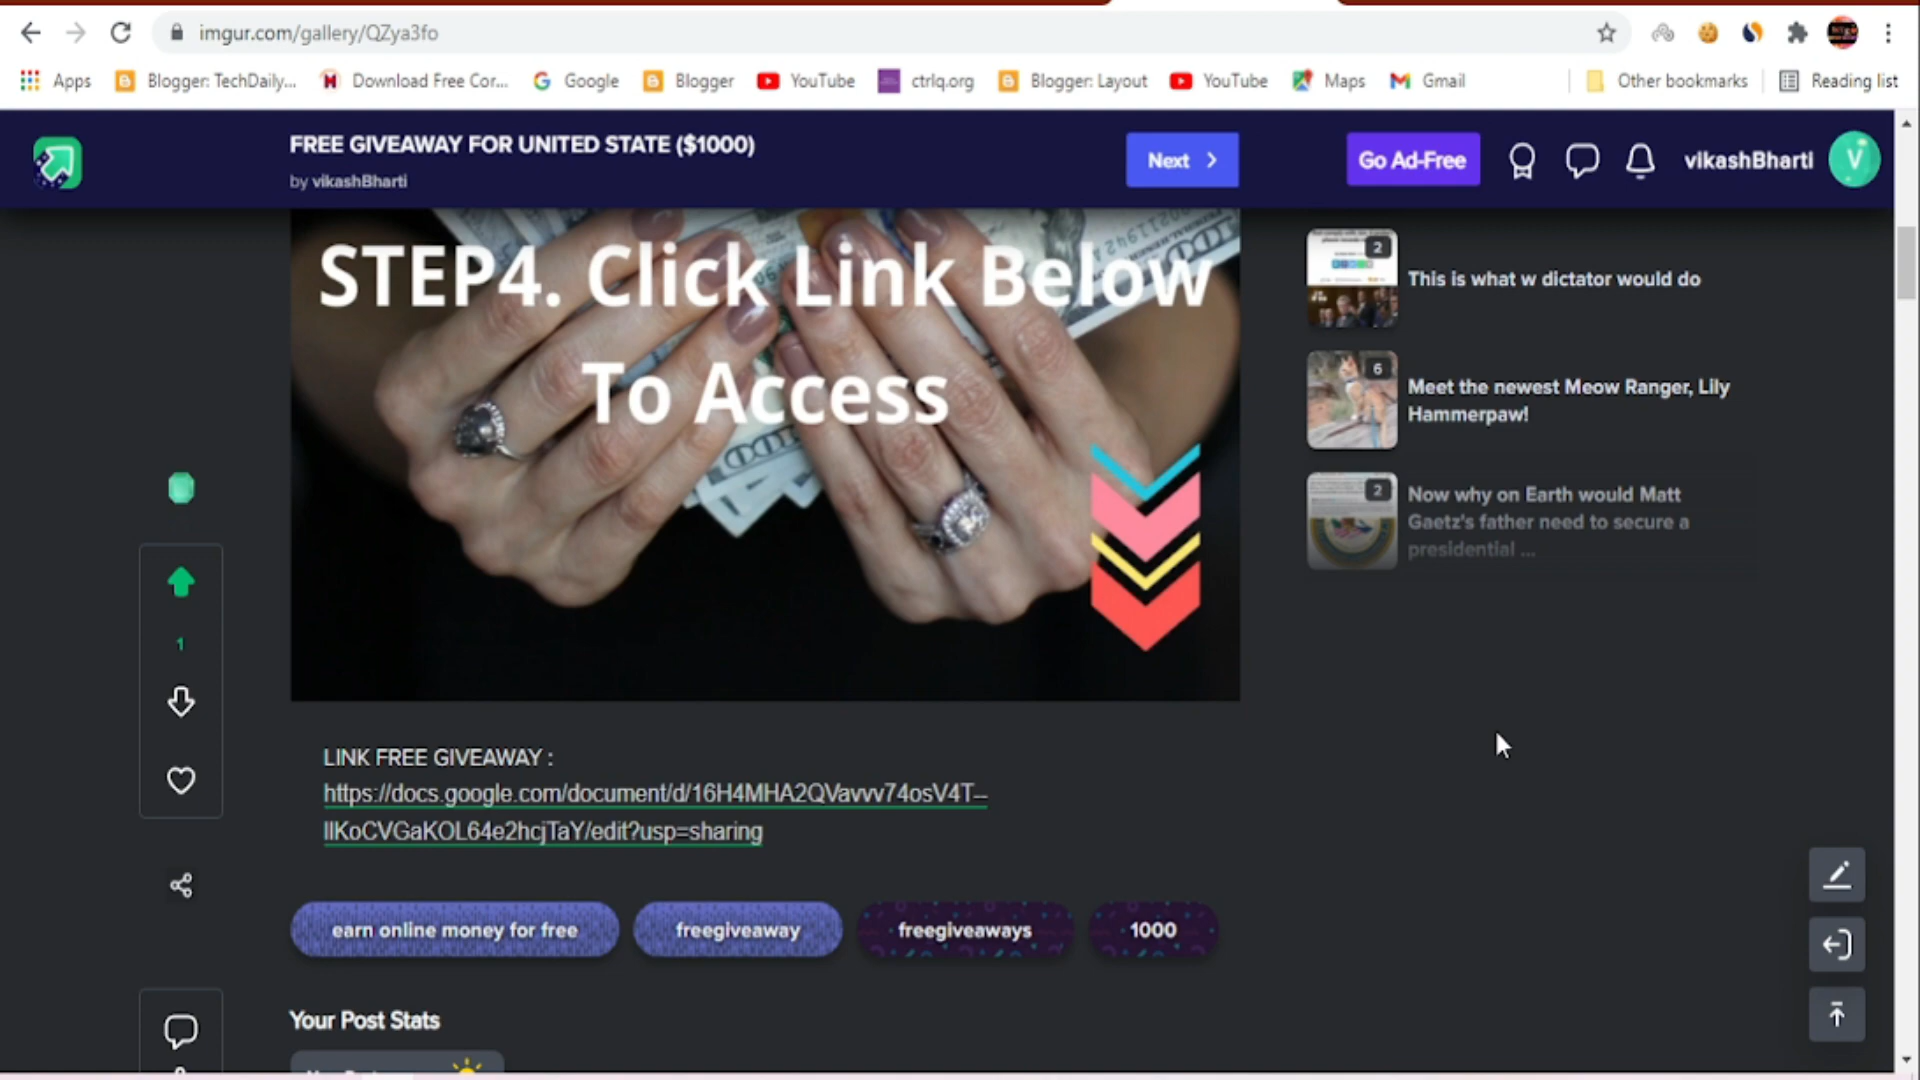 imgur.com/gallery/QZya3fo
Apps
Blogger: TechDaily...
Download Free Cor...
Google
Blogger
YouTube
ctrlq.org
Blogger: Layout
YouTube
Maps
Gmail
Other bookmarks
Reading list
FREE GIVEAWAY FOR UNITED STATE ($1000)
by vikashBharti
Next
Go Ad-Free
vikashBharti
V
STEP4. Click Link Below
To Access
2
This is what w dictator would do
6
Meet the newest Meow Ranger, Lily
Hammerpaw!
2
Now why on Earth would Matt
Gaetz's father need to secure a
presidential ...
1
LINK FREE GIVEAWAY :
https://docs.google.com/document/d/16H4MHA2QVavvv74osV4T--
llKoCVGaKOL64e2hcjTaY/edit?usp=sharing
earn online money for free
freegiveaway
freegiveaways
1000
Your Post Stats